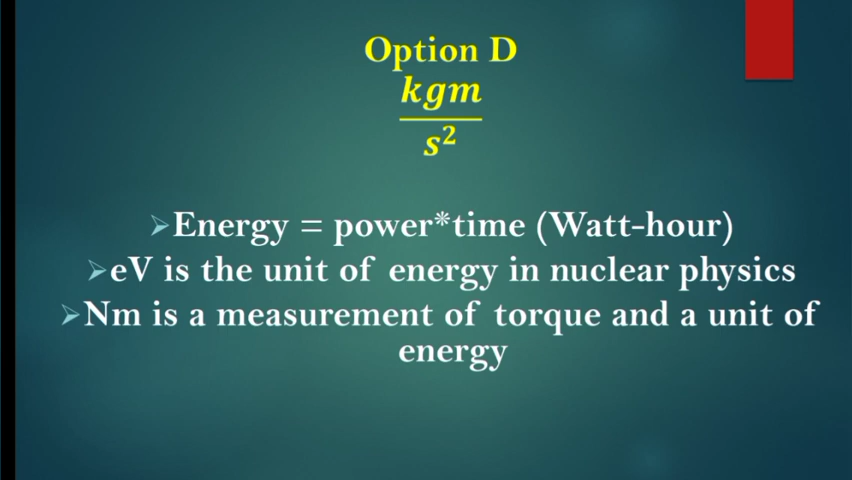 Option D
kgm
s²
➢Energy = power*time (Watt-hour)
➢eV is the unit of energy in nuclear physics
➢Nm is a measurement of torque and a unit of
energy